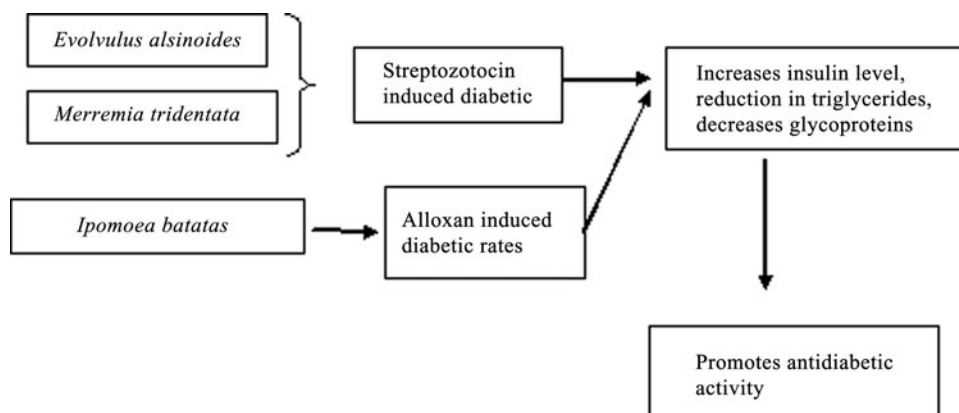 Evolvulus alsinoides
Merremia tridentata
Streptozotocin
induced diabetic
Increases insulin level,
reduction in triglycerides,
decreases glycoproteins
Ipomoea batatas
Alloxan induced
diabetic rates
Promotes antidiabetic
activity